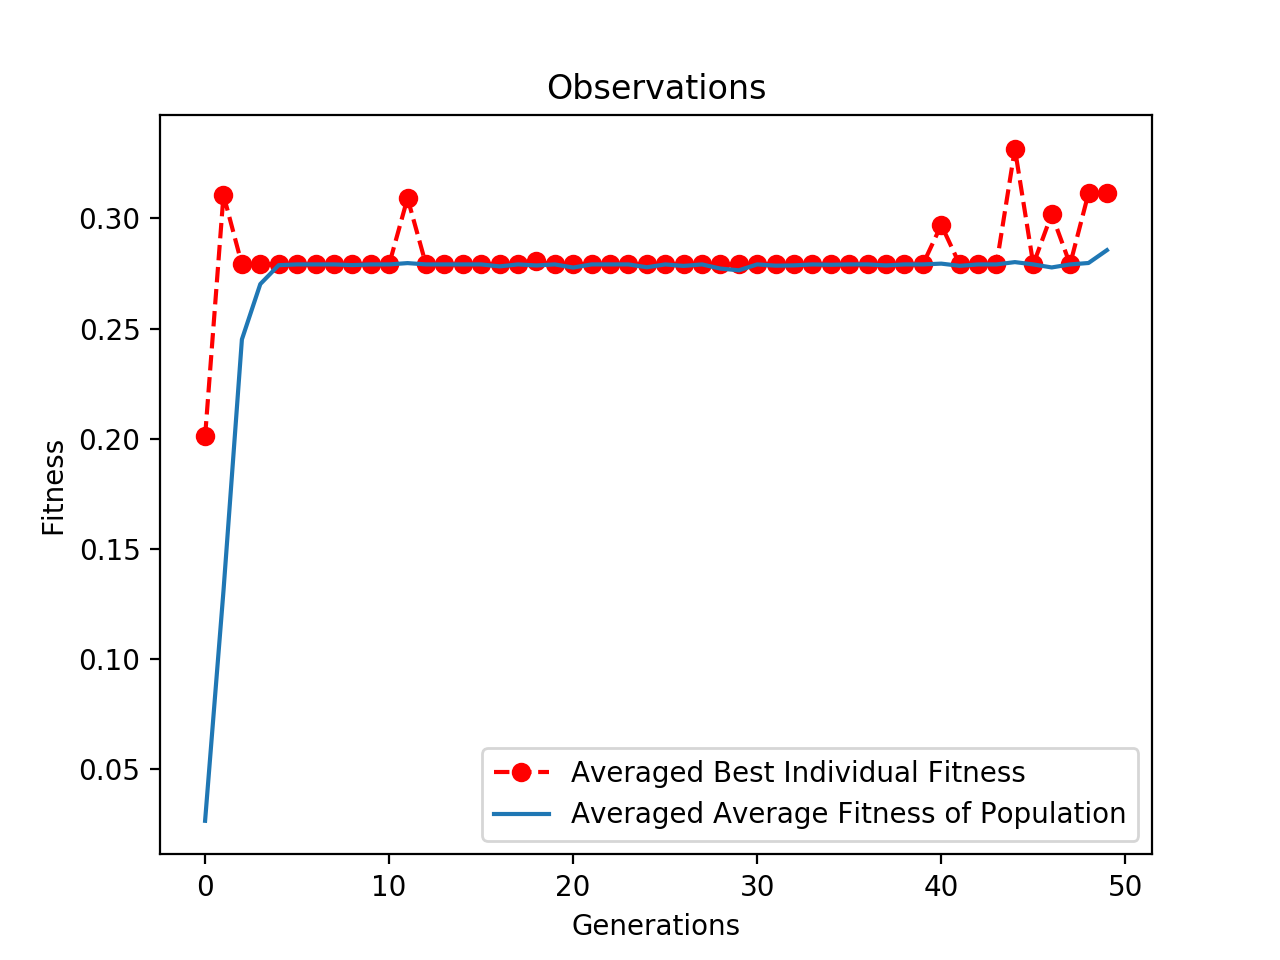 Observations
Fitness
0.30
0.25
0.20
0.15
0.10
0.05
0 10 20 30 40 50
Generations
Averaged Best Individual Fitness
Averaged Average Fitness of Population